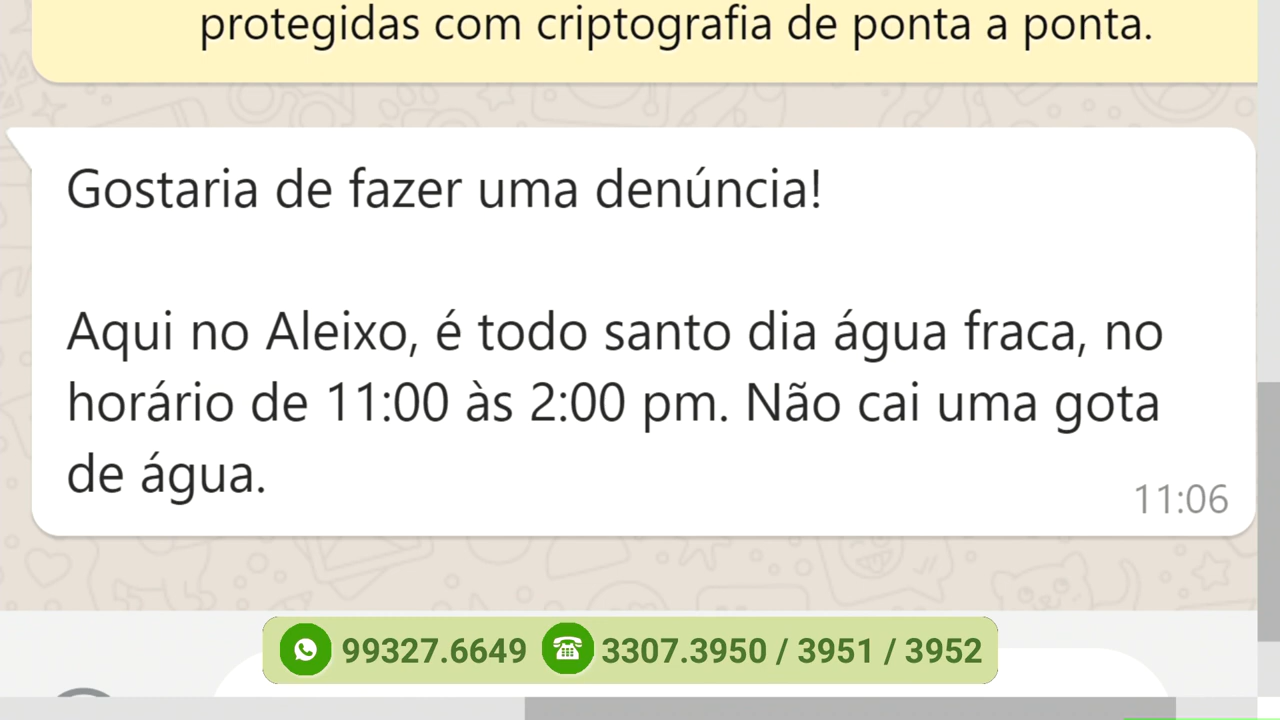 protegidas com criptografia de ponta a ponta.
Gostaria de fazer uma denúncia!
Aqui no Aleixo, é todo santo dia água fraca, no
horário de 11:00 às 2:00 pm. Não cai uma gota
de água.
11:06
99327.6649 3307.3950 / 3951 / 3952